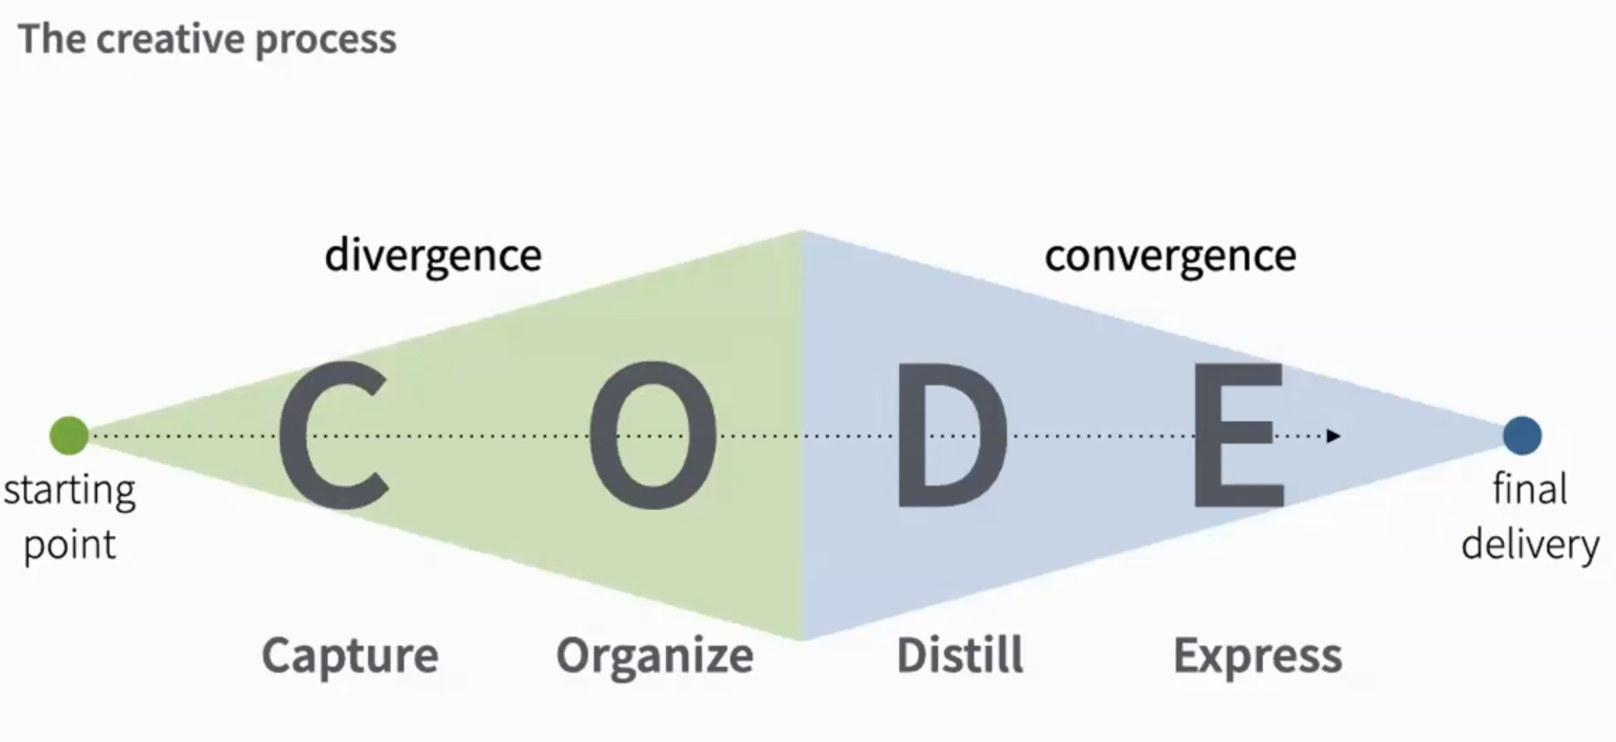 The creative process
divergence
convergence
C O D E
starting
point
final
delivery
Capture
Organize
Distill
Express